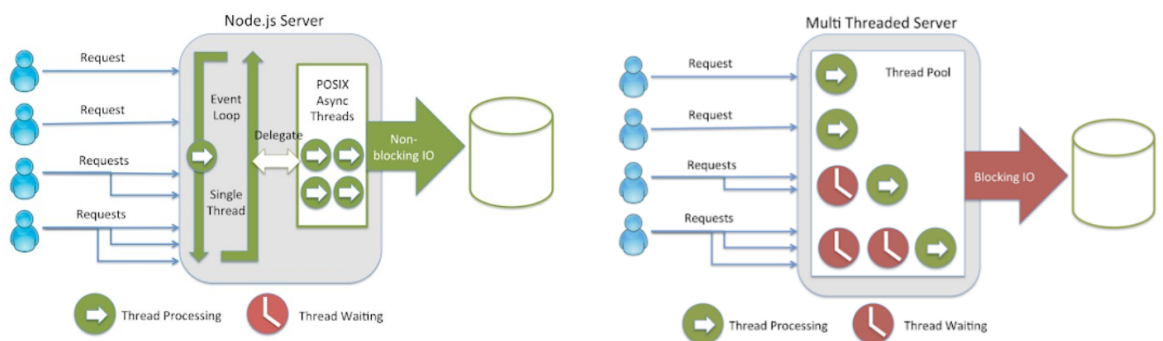 Node.js Server
Request
Request
Requests
Requests
Event
Loop
Single
Thread
Delegate
POSIX
Async
Threads
Non-
blocking IO
Thread Processing
Thread Waiting
Multi Threaded Server
Request
Request
Requests
Requests
Thread Pool
Blocking IO
Thread Processing
Thread Waiting